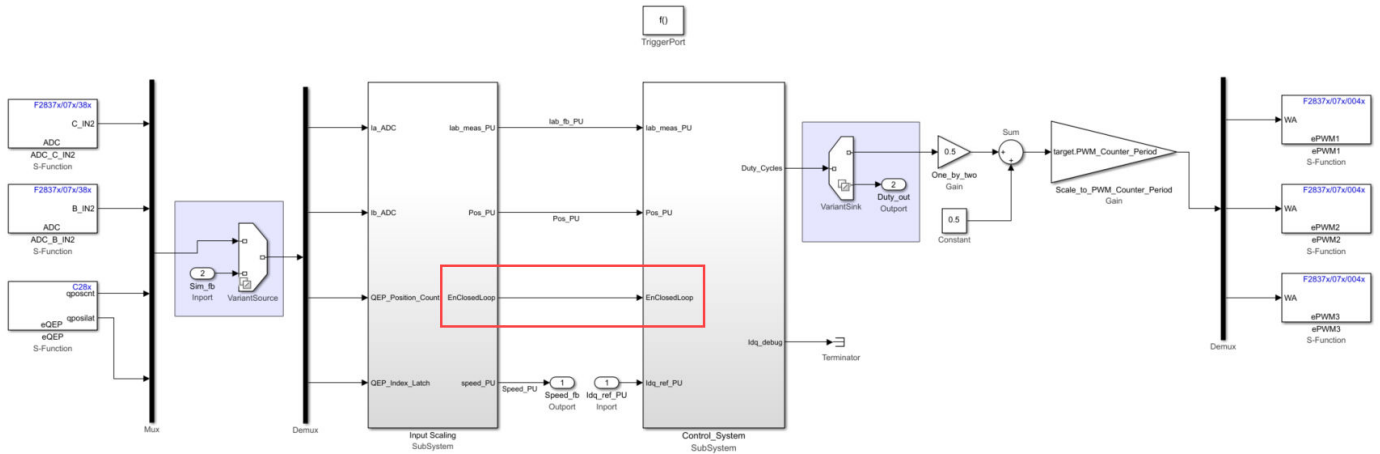 f()
TriggerPort
F2837x/07x/38x
C_IN2
ADC
ADC_C_IN2
S-Function
F2837x/07x/38x
B_IN2
ADC
ADC_B_IN2
S-Function
C28x
qposcnt
qposilat
eQEP
eQEP
S-Function
Mux
2
Sim_fb
Inport
VariantSource
Demux
Ia_ADC
Ib_ADC
QEP_Position_Count
QEP_Index_Latch
Iab_meas_PU
Pos_PU
EnClosedLoop
speed_PU
Input Scaling
SubSystem
Iab_fb_PU
Pos_PU
Speed_PU
1
Speed_fb
Outport
1
Idq_ref_PU
Inport
Iab_meas_PU
Pos_PU
EnClosedLoop
Idq_ref_PU
Duty_Cycles
Idq_debug
Control_System
SubSystem
Terminator
VariantSink
2
Duty_out
Outport
0.5
One_by_two
Gain
0.5
Constant
Sum
+
+
target.PWM_Counter_Period
Scale_to_PWM_Counter_Period
Gain
Demux
F2837x/07x/004x
WA
ePWM
ePWM1
S-Function
F2837x/07x/004x
WA
ePWM
ePWM2
S-Function
F2837x/07x/004x
WA
ePWM
ePWM3
S-Function